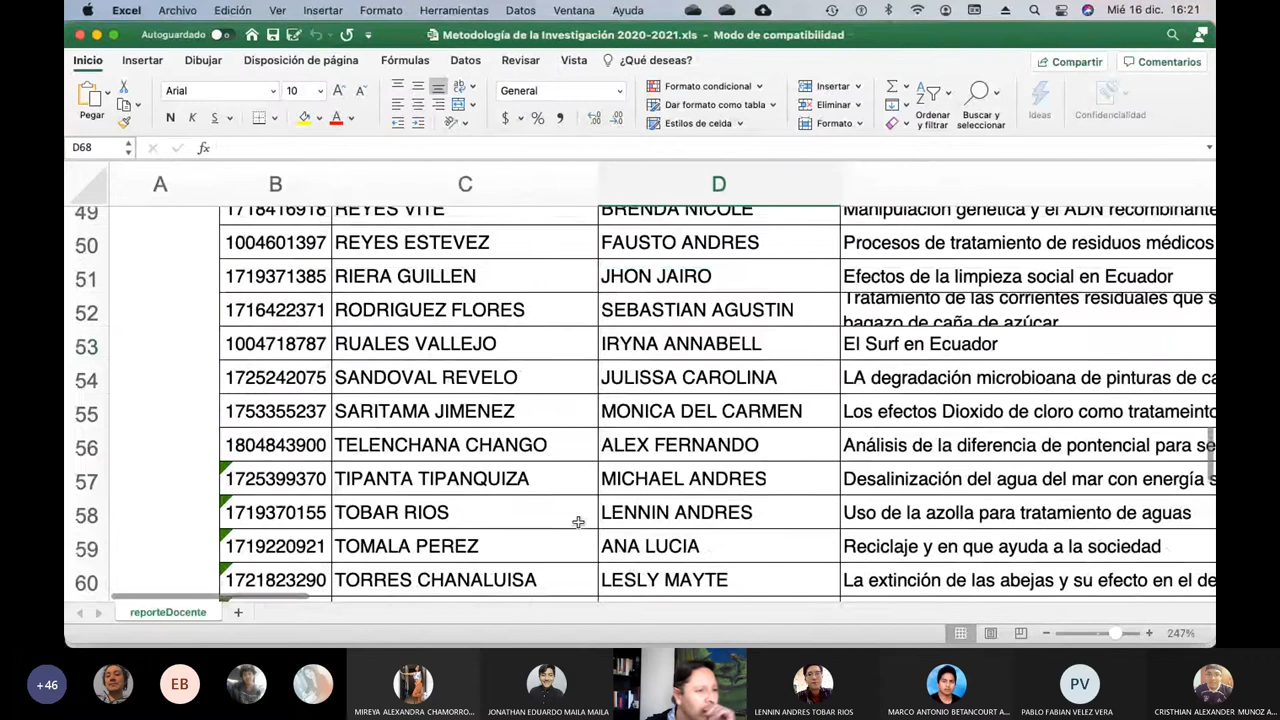 Excel Archivo Edición Ver Insertar Formato Herramientas Datos Ventana Ayuda Mié 16 dic. 16:21
Autoguardado Metodología de la Investigación 2020-2021.xls - Modo de compatibilidad
Inicio Insertar Dibujar Disposición de página Fórmulas Datos Revisar Vista ¿Qué deseas? Compartir Comentarios
Pegar Arial 10 General Formato condicional Insertar
N K S Dar formato como tabla Eliminar Ordenar y filtrar Buscar y seleccionar Ideas Confidencialidad
Estilos de celda Formato
D68 fx
A B C D
49 1718416918 REYES VITE BRENDA NICOLE Manipulación genética y el ADN recombinante
50 1004601397 REYES ESTEVEZ FAUSTO ANDRES Procesos de tratamiento de residuos médicos
51 1719371385 RIERA GUILLEN JHON JAIRO Efectos de la limpieza social en Ecuador
52 1716422371 RODRIGUEZ FLORES SEBASTIAN AGUSTIN Tratamiento de las corrientes residuales que s
bagazo de caña de azúcar
53 1004718787 RUALES VALLEJO IRYNA ANNABELL El Surf en Ecuador
54 1725242075 SANDOVAL REVELO JULISSA CAROLINA LA degradación microbioana de pinturas de ca
55 1753355237 SARITAMA JIMENEZ MONICA DEL CARMEN Los efectos Dioxido de cloro como tratameinto
56 1804843900 TELENCHANA CHANGO ALEX FERNANDO Análisis de la diferencia de pontencial para se
57 1725399370 TIPANTA TIPANQUIZA MICHAEL ANDRES Desalinización del agua del mar con energía s
58 1719370155 TOBAR RIOS LENNIN ANDRES Uso de la azolla para tratamiento de aguas
59 1719220921 TOMALA PEREZ ANA LUCIA Reciclaje y en que ayuda a la sociedad
60 1721823290 TORRES CHANALUISA LESLY MAYTE La extinción de las abejas y su efecto en el de
reporteDocente +
247%
+46 EB PV
MIREYA ALEXANDRA CHAMORRO... JONATHAN EDUARDO MAILA MAILA LENNIN ANDRES TOBAR RIOS MARCO ANTONIO BETANCOURT A... PABLO FABIAN VELEZ VERA CRISTHIAN ALEXANDER MUNOZ A...